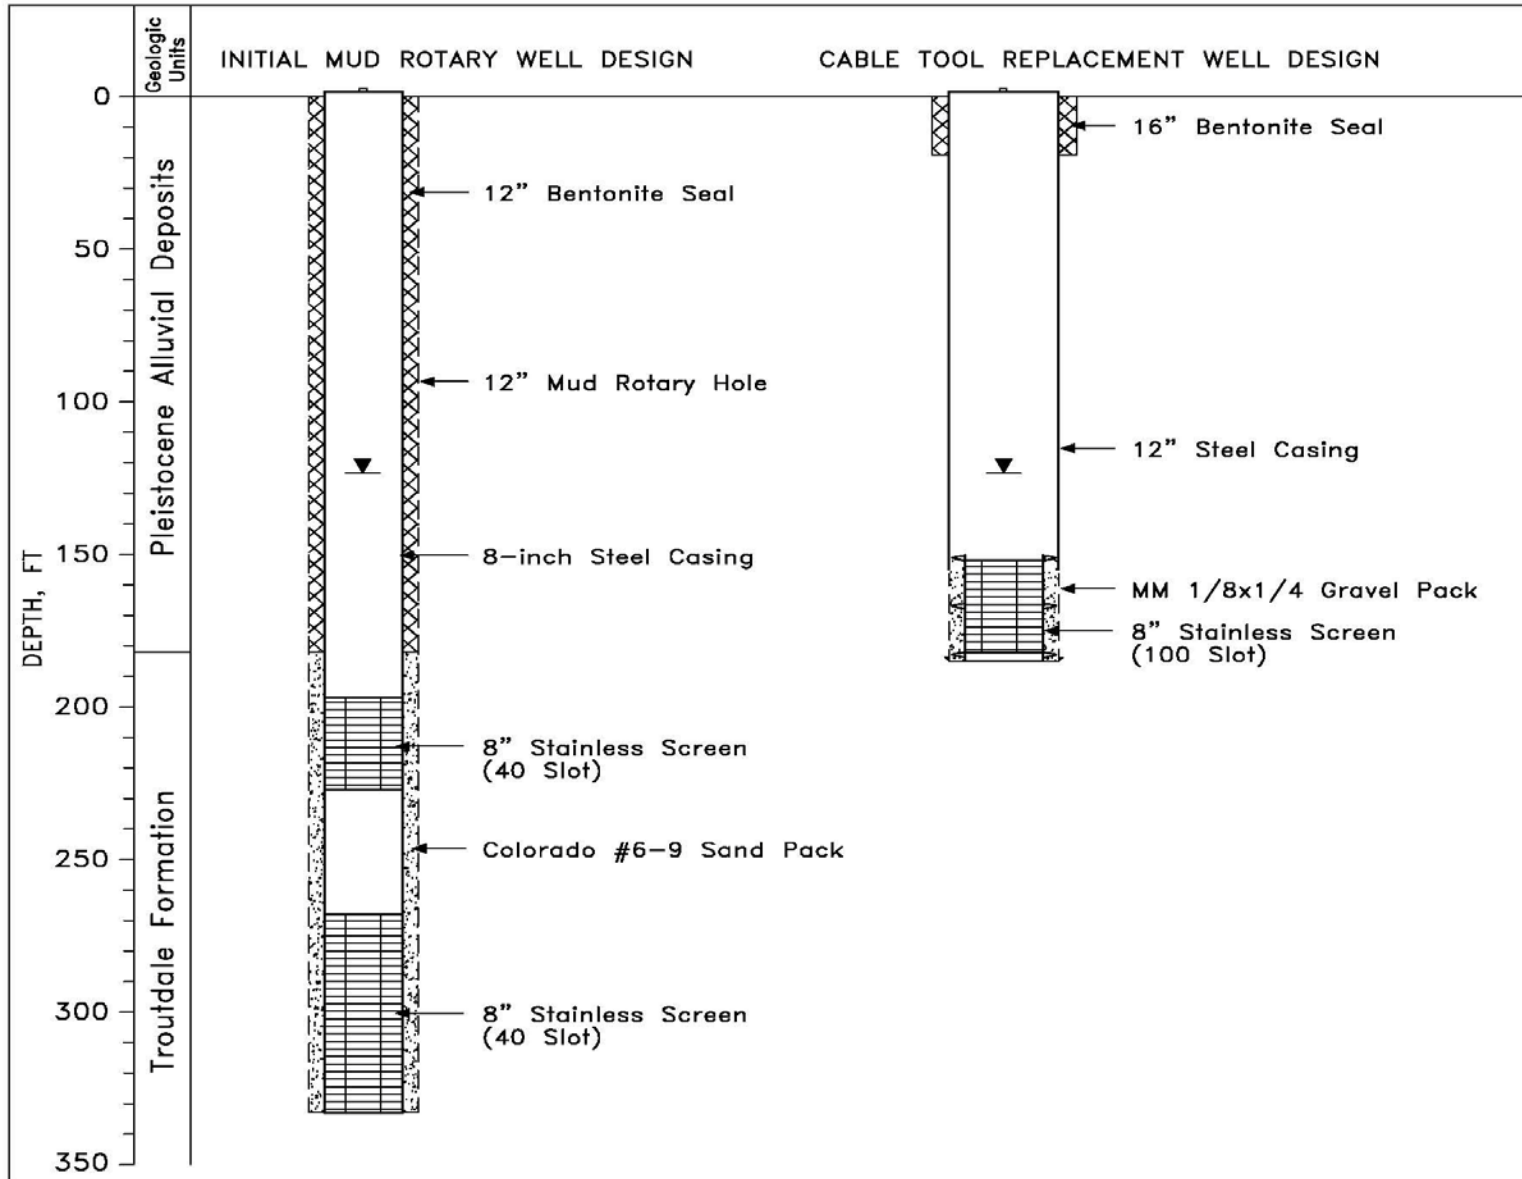 Geologic
Units
INITIAL MUD ROTARY WELL DESIGN
CABLE TOOL REPLACEMENT WELL DESIGN
DEPTH, FT
0
50
100
150
200
250
300
350
Pleistocene Alluvial Deposits
Troutdale Formation
12” Bentonite Seal
12” Mud Rotary Hole
8-inch Steel Casing
8” Stainless Screen
(40 Slot)
Colorado #6-9 Sand Pack
8” Stainless Screen
(40 Slot)
16” Bentonite Seal
12” Steel Casing
MM 1/8x1/4 Gravel Pack
8” Stainless Screen
(100 Slot)